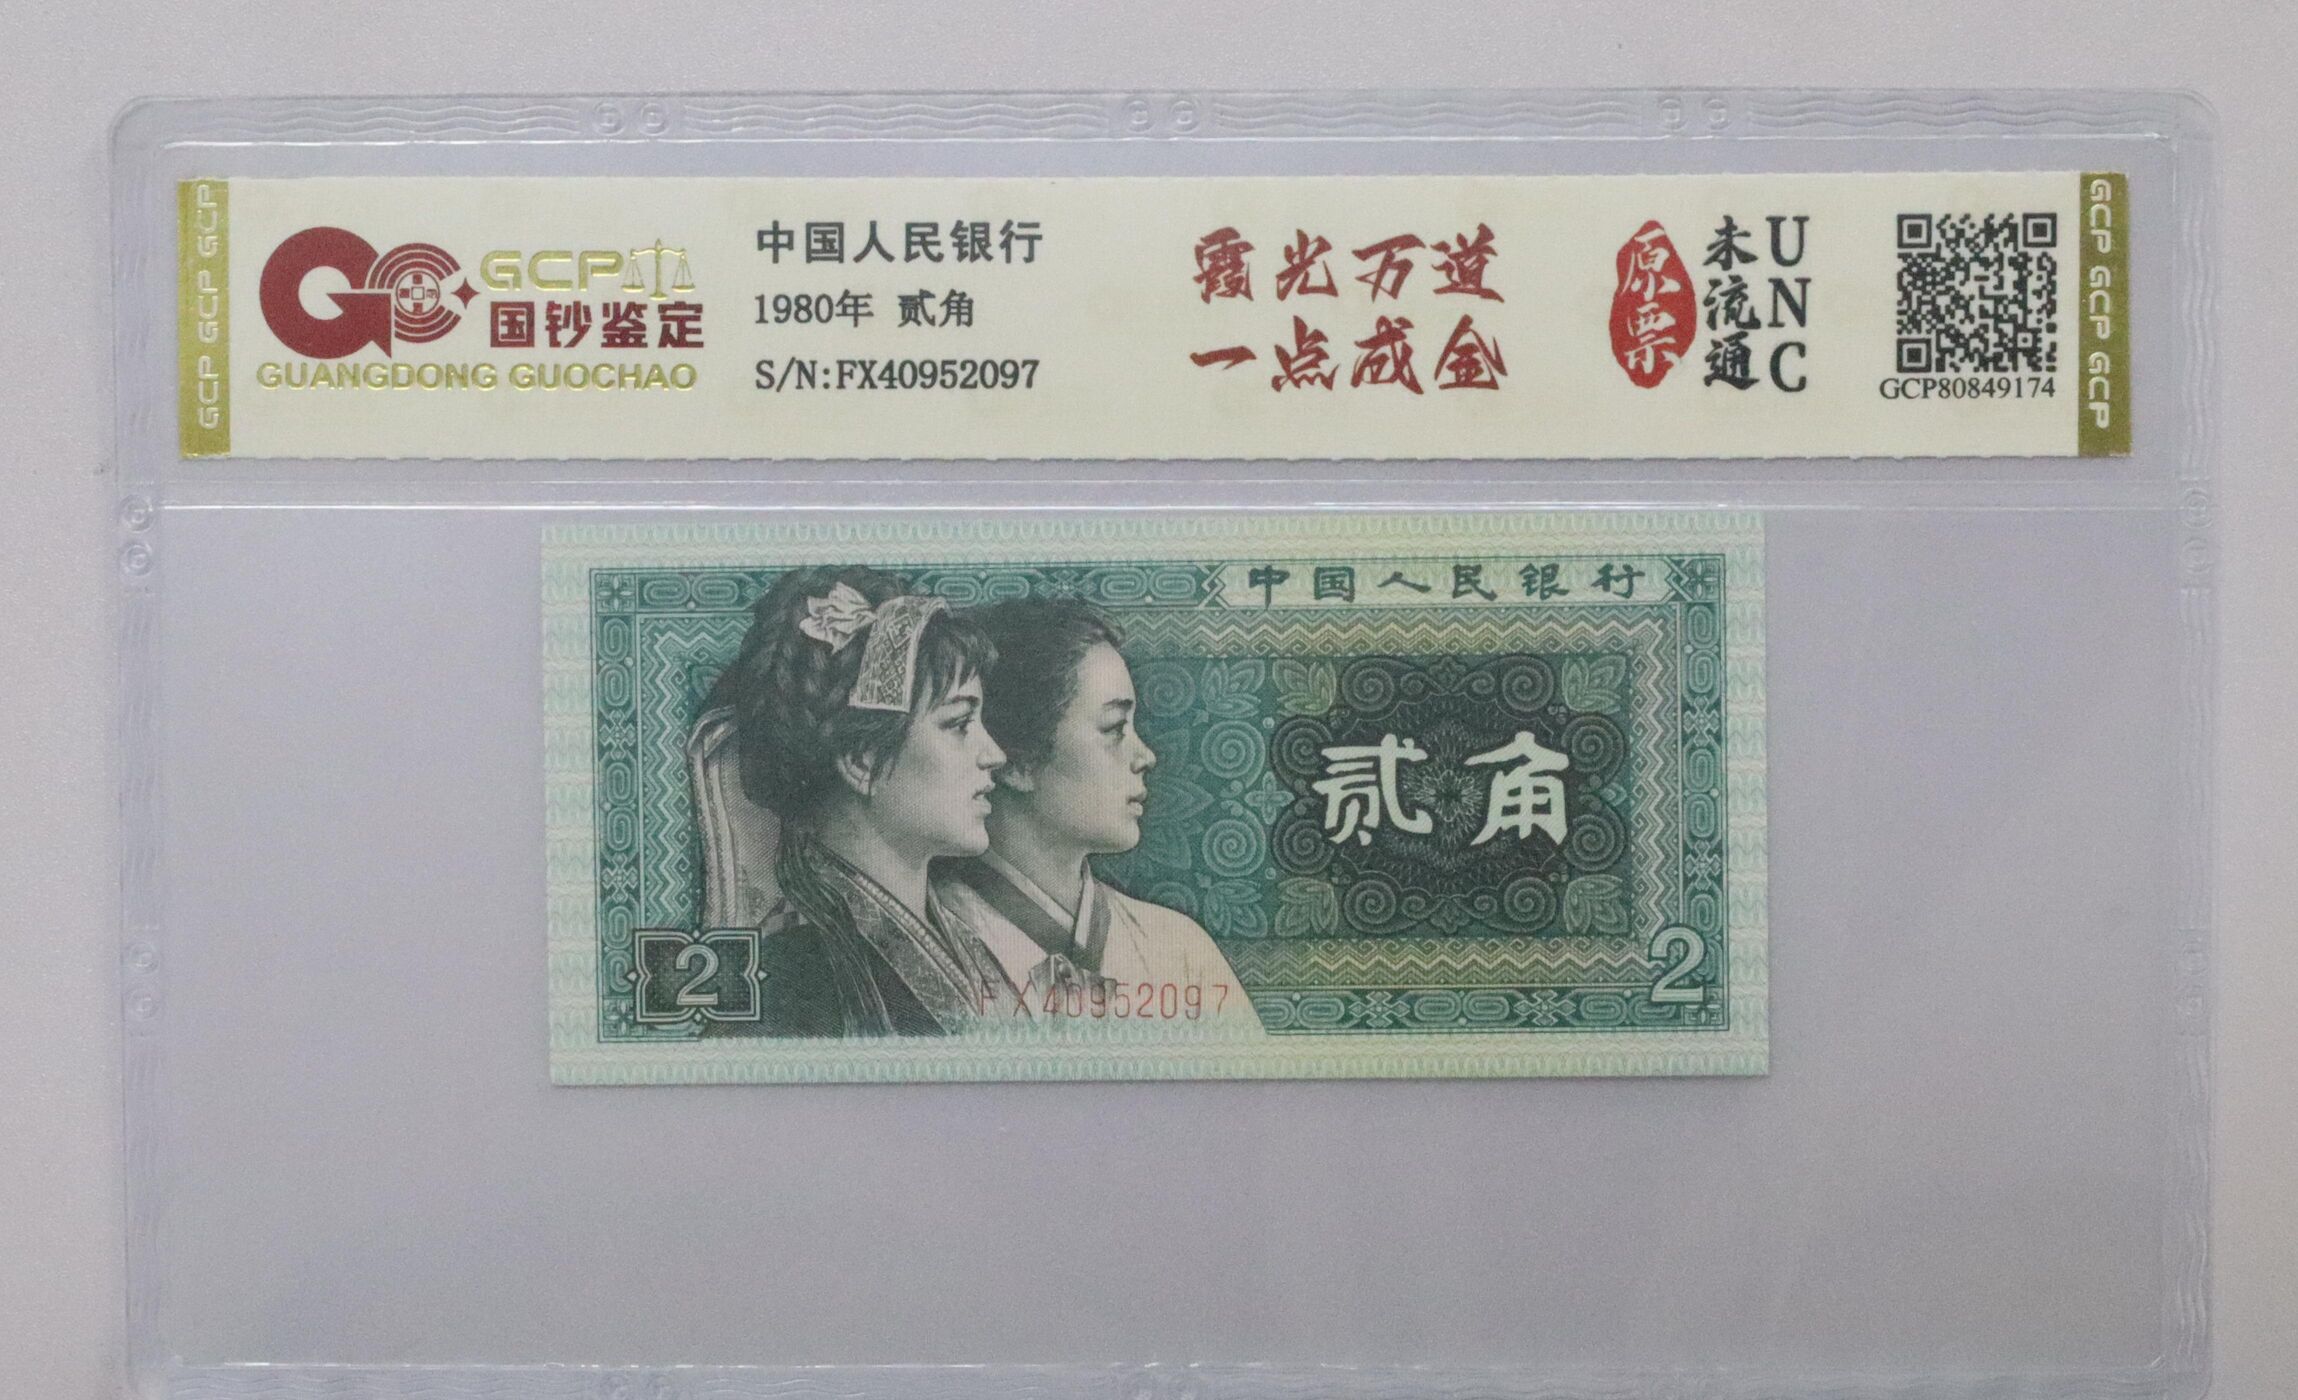 GCP GCP GCP
GCP
国钞鉴定
GUANGDONG GUOCHAO
中国人民银行
1980年 贰角
S/N:FX40952097
霞光万道
一点成金
原票
未流通
UNC
GCP80849174
GCP GCP GCP GCP
中国人民银行
贰角
2
2
FX40952097